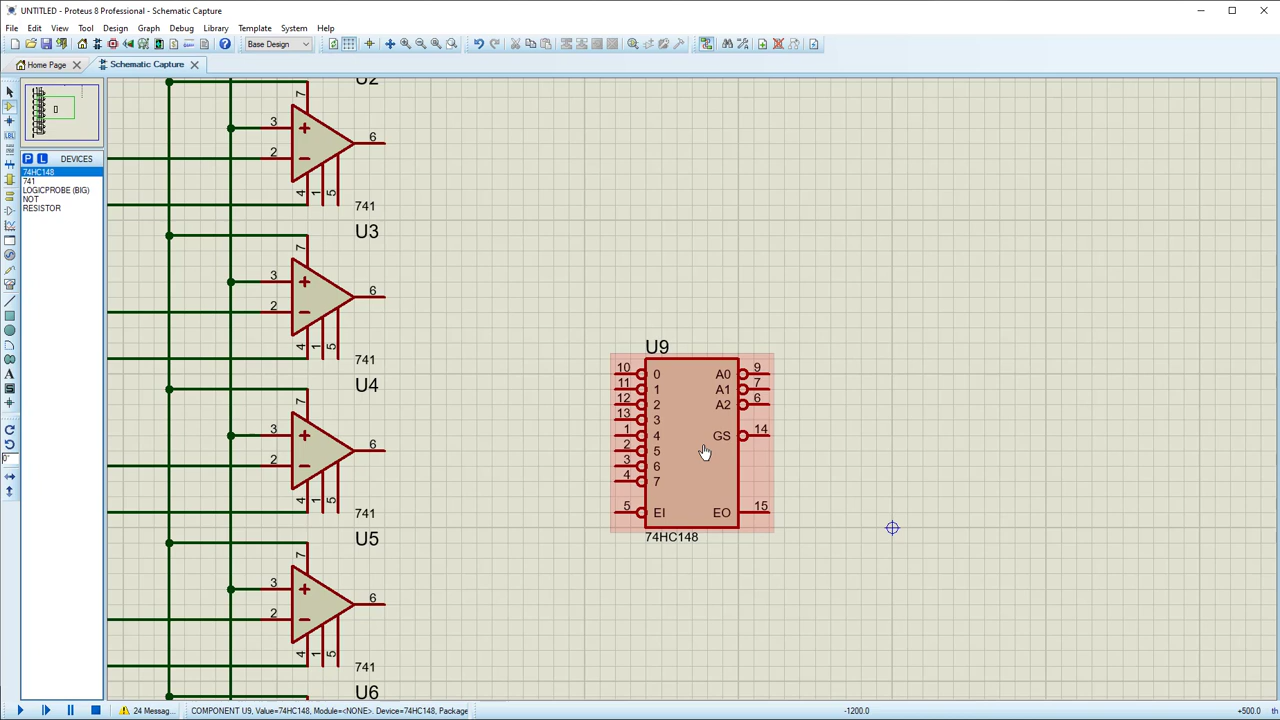 UNTITLED - Proteus 8 Professional - Schematic Capture
File Edit View Tool Design Graph Debug Library Template System Help
Base Design
Home Page Schematic Capture
P L DEVICES
74HC148
741
LOGICPROBE (BIG)
NOT
RESISTOR
LBL
A
0°
U2
7
3
2
6
4
1
5
741
U3
7
3
2
6
4
1
5
741
U4
7
3
2
6
4
1
5
741
U5
7
3
2
6
4
1
5
741
U6
U9
10 0 A0 9
11 1 A1 7
12 2 A2 6
13 3
1 4 GS 14
2 5
3 6
4 7
5 EI EO 15
74HC148
24 Messag... COMPONENT U9, Value=74HC148, Module=<NONE>. Device=74HC148, Package -1200.0 +500.0 th